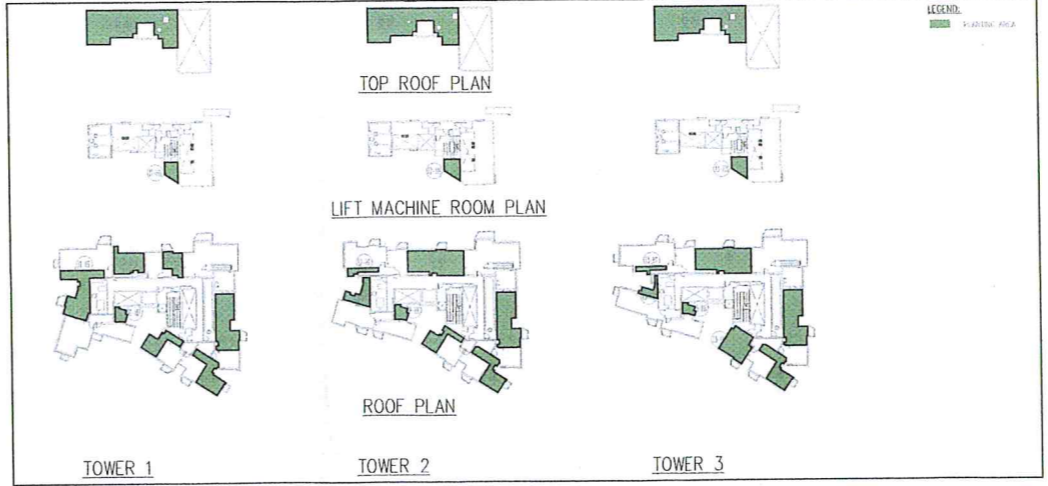 LEGEND:
PLANTING AREA
TOP ROOF PLAN
LIFT MACHINE ROOM PLAN
ROOF PLAN
TOWER 1
TOWER 2
TOWER 3